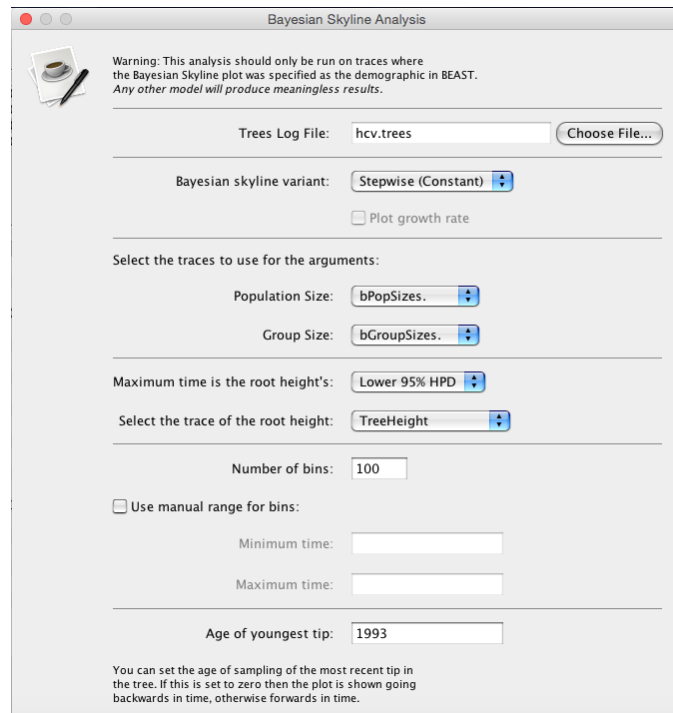 Bayesian Skyline Analysis
Warning: This analysis should only be run on traces where
the Bayesian Skyline plot was specified as the demographic in BEAST.
Any other model will produce meaningless results.
Trees Log File: hcv.trees Choose File...
Bayesian skyline variant: Stepwise (Constant)
Plot growth rate
Select the traces to use for the arguments:
Population Size: bPopSizes.
Group Size: bGroupSizes.
Maximum time is the root height's: Lower 95% HPD
Select the trace of the root height: TreeHeight
Number of bins: 100
Use manual range for bins:
Minimum time:
Maximum time:
Age of youngest tip: 1993
You can set the age of sampling of the most recent tip in
the tree. If this is set to zero then the plot is shown going
backwards in time, otherwise forwards in time.